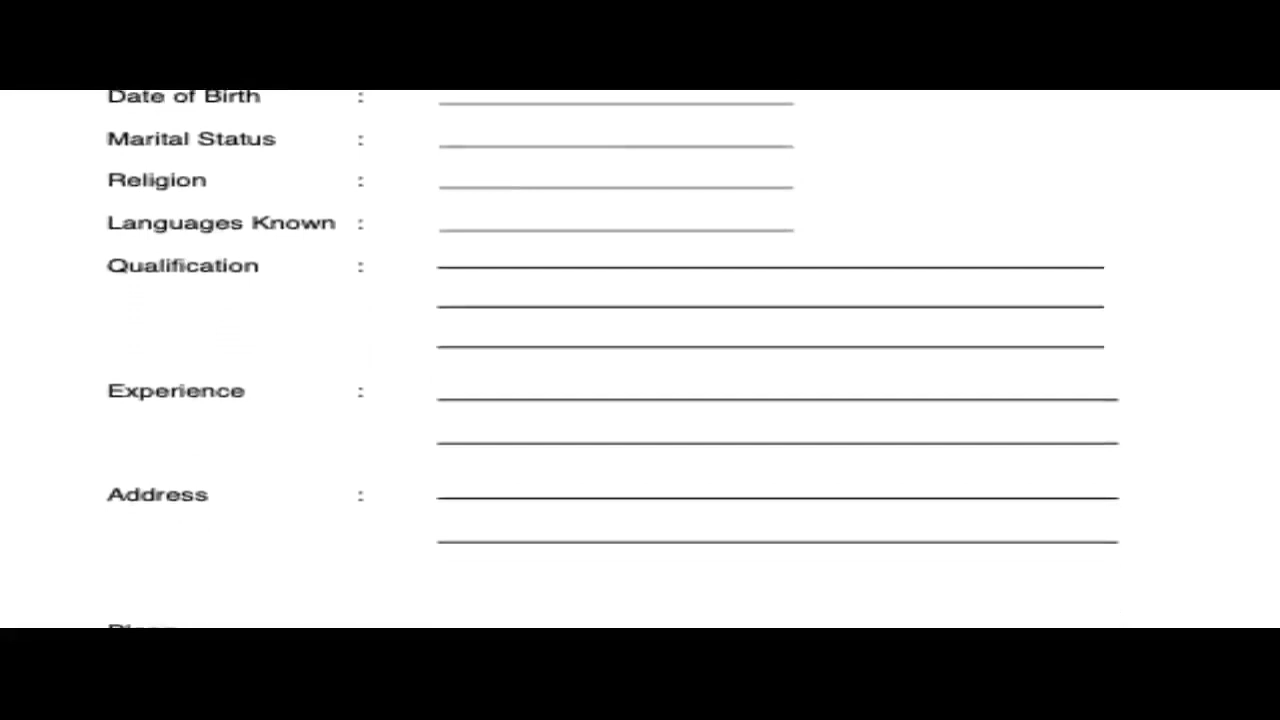 Date of Birth :
Marital Status :
Religion :
Languages Known :
Qualification :
Experience :
Address :